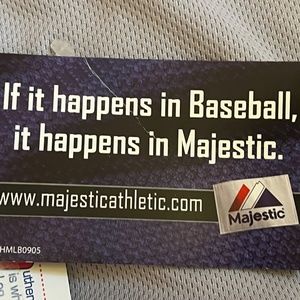 If it happens in Baseball,
it happens in Majestic.
www.majesticathletic.com
Majestic
HMLB0905